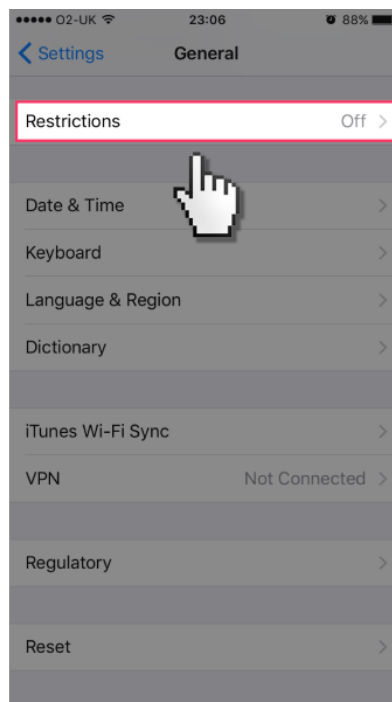 O2-UK 23:06 88%
Settings General
Restrictions Off
Date & Time
Keyboard
Language & Region
Dictionary
iTunes Wi-Fi Sync
VPN Not Connected
Regulatory
Reset